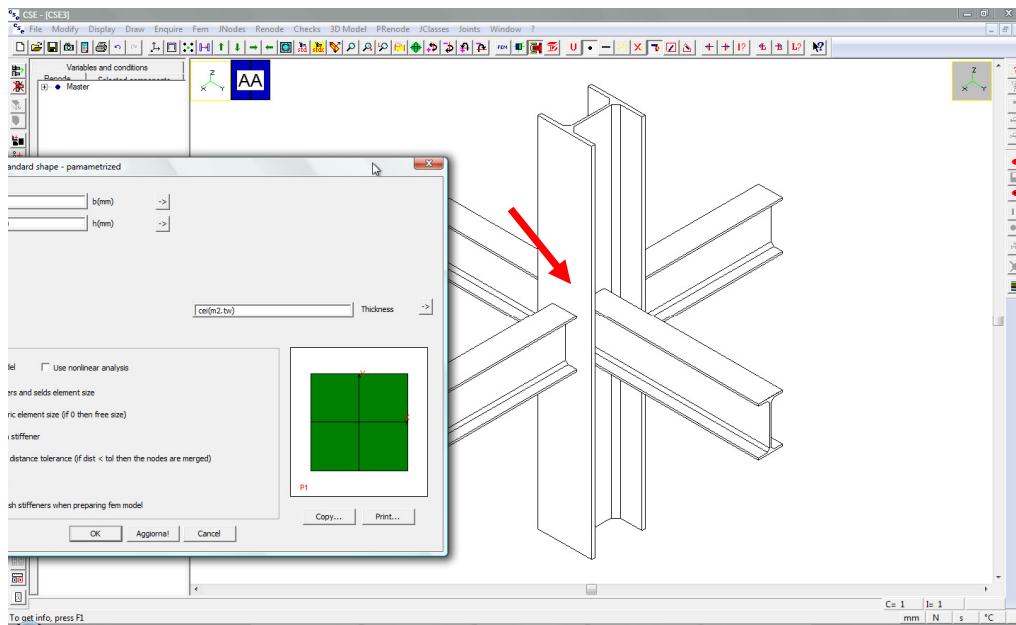 CSE - [CSE3]
File Modify Display Draw Enquire Fem JNodes Renode Checks 3D Model PRenode JClasses Joints Window ?
Variables and conditions
Renode Selected components
Master
Z
X Y
AA
Z
X Y
andard shape - pamametrized
b(mm) ->
h(mm) ->
cei(m2.tw) Thickness ->
el Use nonlinear analysis
ers and selds element size
ric element size (if 0 then free size)
stiffener
distance tolerance (if dist < tol then the nodes are merged)
sh stiffeners when preparing fem model
P1
Copy... Print...
OK Aggiorna! Cancel
C= 1 I= 1
To get info, press F1 mm N s °C